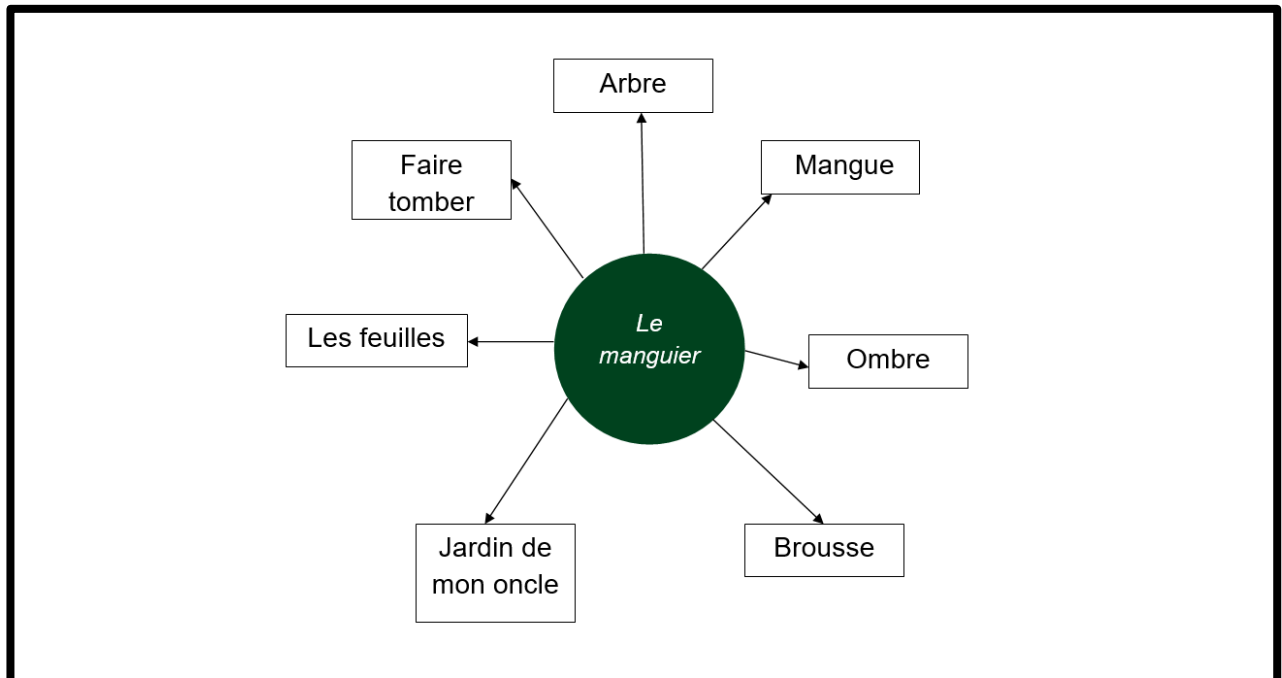 Arbre
Faire
tomber
Mangue
Le
manguier
Les feuilles
Ombre
Jardin de
mon oncle
Brousse